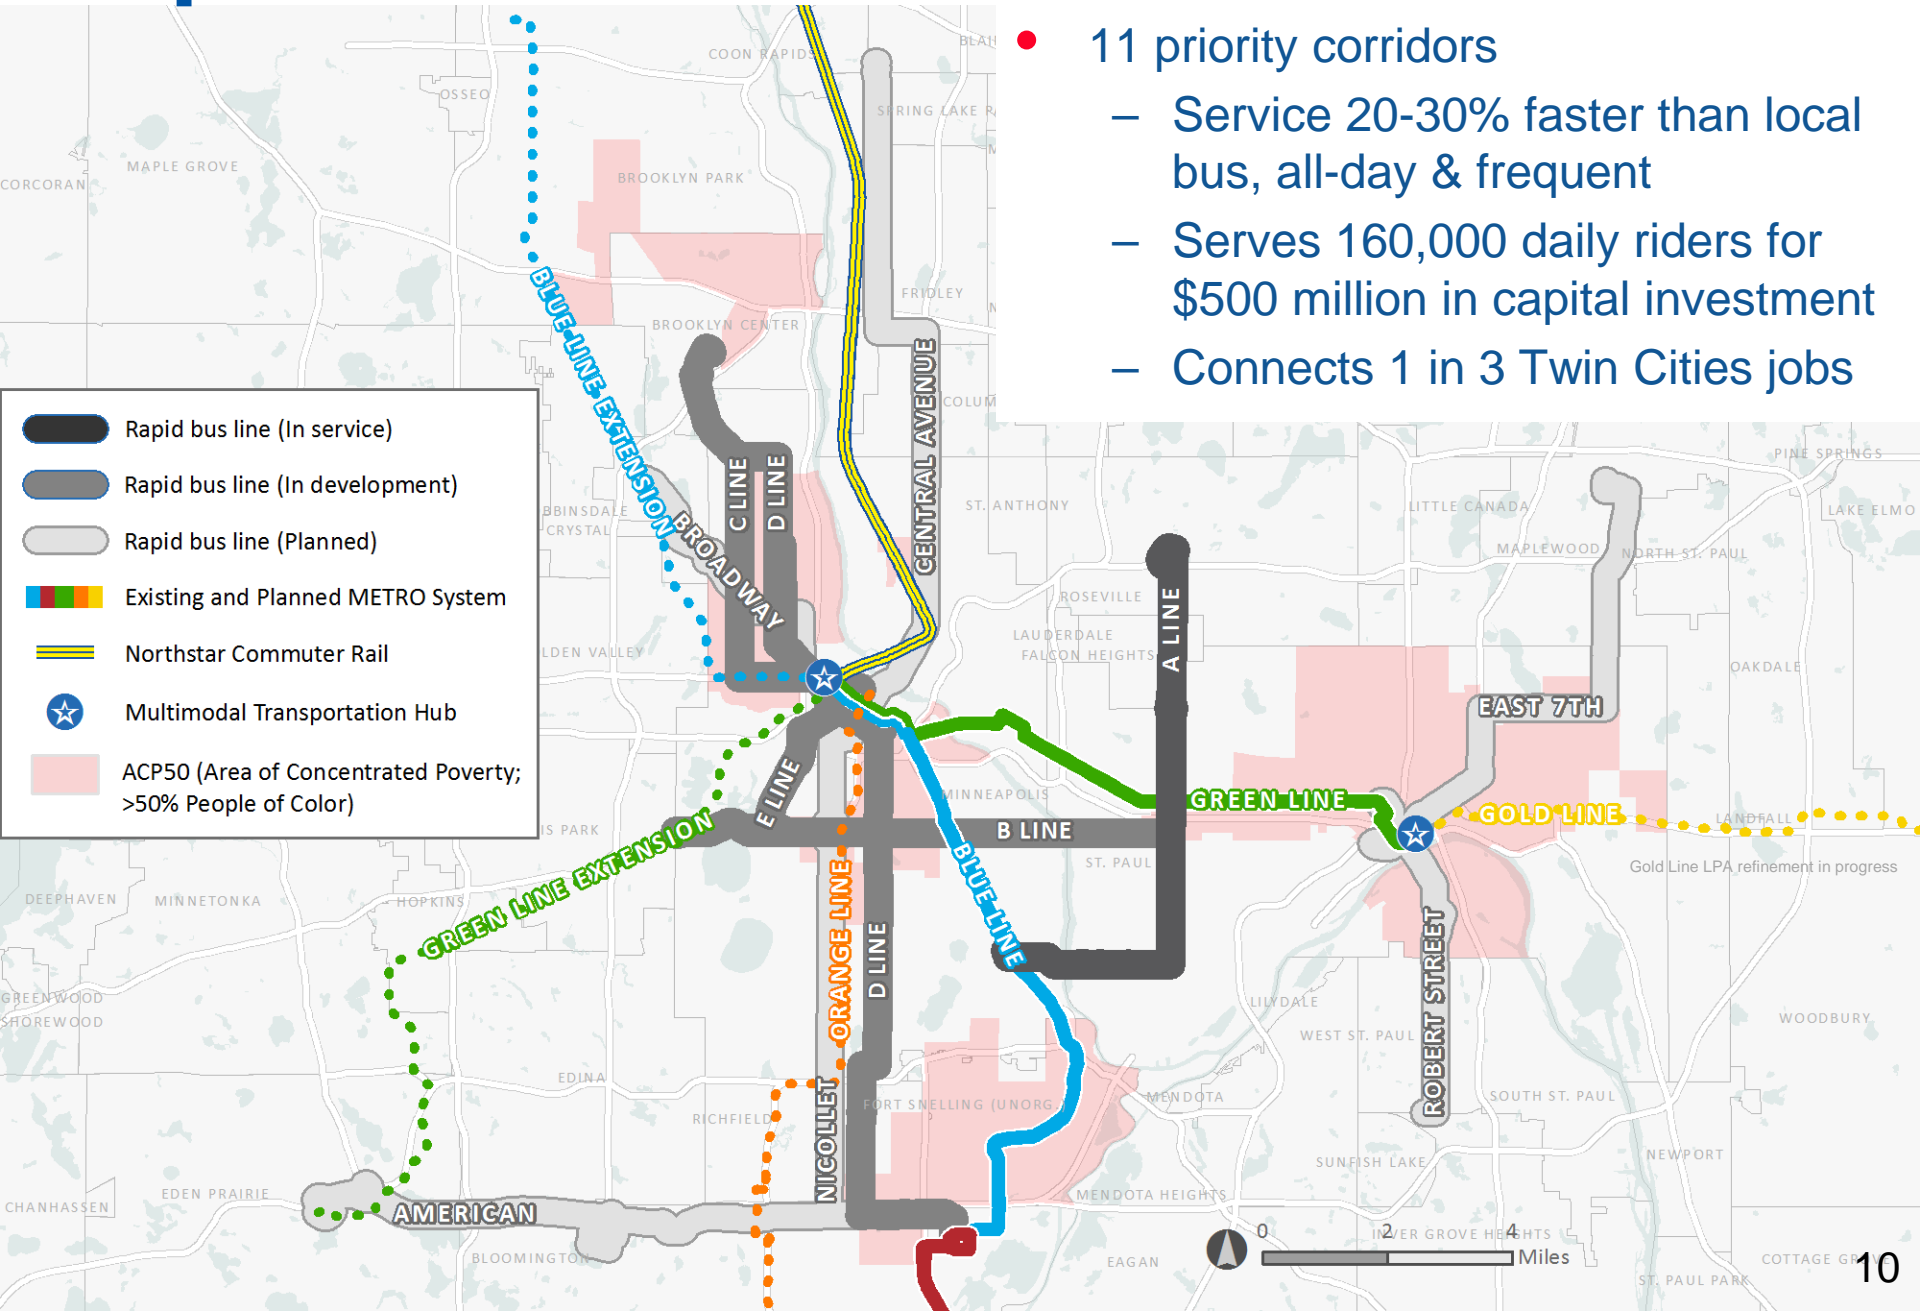 • 11 priority corridors
– Service 20-30% faster than local
bus, all-day & frequent
– Serves 160,000 daily riders for
$500 million in capital investment
– Connects 1 in 3 Twin Cities jobs
Rapid bus line (In service)
Rapid bus line (In development)
Rapid bus line (Planned)
Existing and Planned METRO System
Northstar Commuter Rail
Multimodal Transportation Hub
ACP50 (Area of Concentrated Poverty;
>50% People of Color)
COON RAPIDS
OSSEO
SPRING LAKE
MAPLE GROVE
CORCORAN
BROOKLYN PARK
FRIDLEY
BROOKLYN CENTER
BLUE LINE EXTENSION
CENTRAL AVENUE
C LINE
D LINE
BROADWAY
CRYSTAL
ST. ANTHONY
PINE SPRINGS
LITTLE CANADA
LAKE ELMO
MAPLEWOOD
NORTH ST. PAUL
ROSEVILLE
A LINE
LAUDERDALE
FALCON HEIGHTS
OAKDALE
EAST 7TH
E LINE
MINNEAPOLIS
GREEN LINE
GOLD LINE
LANDFALL
B LINE
ST. PAUL
Gold Line LPA refinement in progress
DEEPHAVEN
MINNETONKA
HOPKINS
GREEN LINE EXTENSION
ORANGE LINE
D LINE
BLUE LINE
ROBERT STREET
GREENWOOD
SHOREWOOD
LILYDALE
WEST ST. PAUL
WOODBURY
EDINA
RICHFIELD
NICOLLET
FORT SNELLING (UNORG.
MENDOTA
SOUTH ST. PAUL
SUNFISH LAKE
NEWPORT
CHANHASSEN
EDEN PRAIRIE
AMERICAN
MENDOTA HEIGHTS
BLOOMINGTON
EAGAN
INVER GROVE HEIGHTS
0 2 4
Miles
ST. PAUL PARK
COTTAGE
10